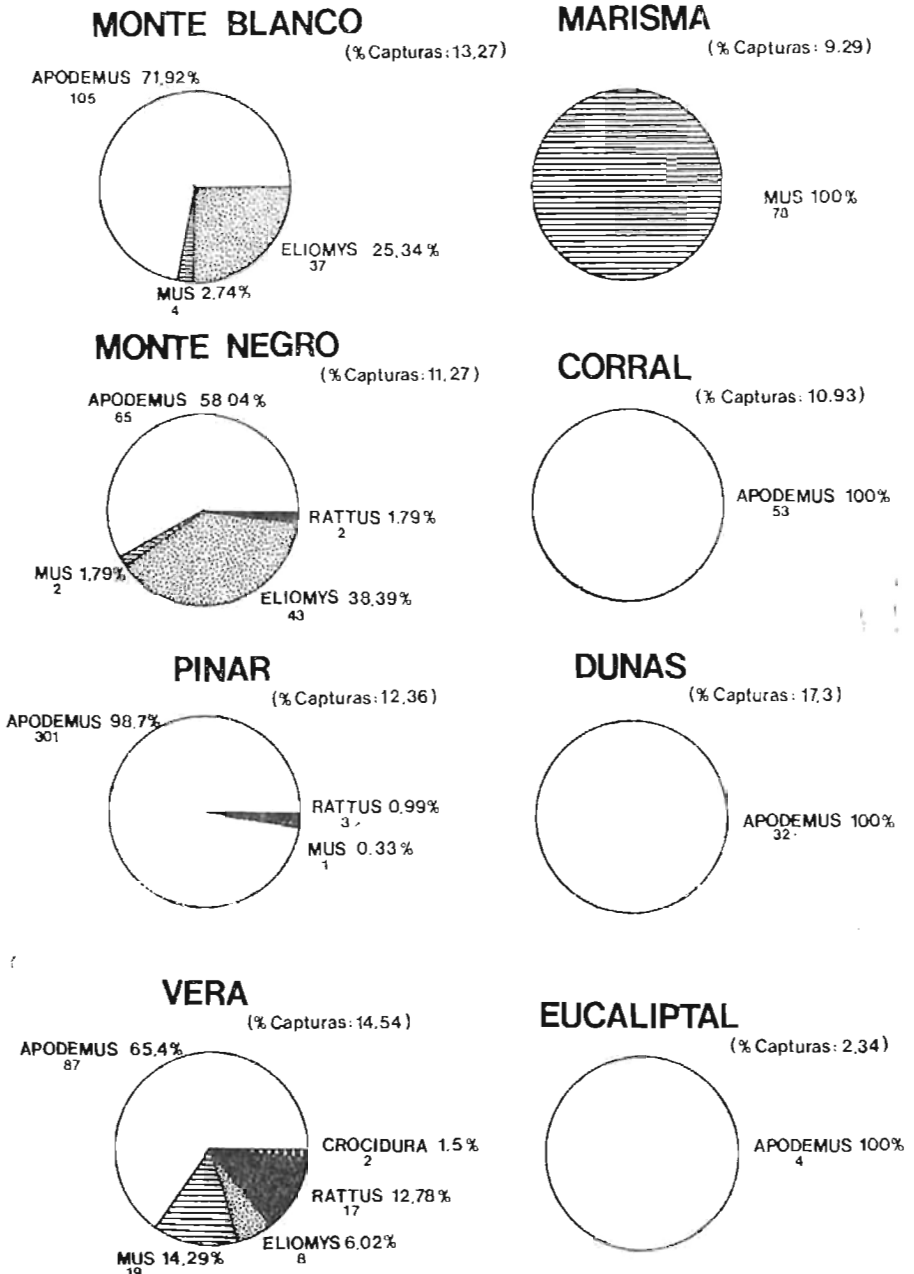 MONTE BLANCO
(% Capturas: 13,27)
APODEMUS 71,92%
105
ELIOMYS 25,34%
37
MUS 2,74%
4
MARISMA
(% Capturas: 9.29)
MUS 100%
78
MONTE NEGRO
(% Capturas: 11,27)
APODEMUS 58 04%
65
RATTUS 1.79%
2
MUS 1,79%
2
ELIOMYS 38,39%
43
CORRAL
(% Capturas: 10.93)
APODEMUS 100%
53
PINAR
(% Capturas: 12,36)
APODEMUS 98,7%
301
RATTUS 0,99%
3
MUS 0.33%
1
DUNAS
(% Capturas: 17,3)
APODEMUS 100%
32
VERA
(% Capturas: 14,54)
APODEMUS 65,4%
87
CROCIDURA 1.5%
2
RATTUS 12,78%
17
ELIOMYS 6,02%
8
MUS 14,29%
19
EUCALIPTAL
(% Capturas: 2,34)
APODEMUS 100%
4